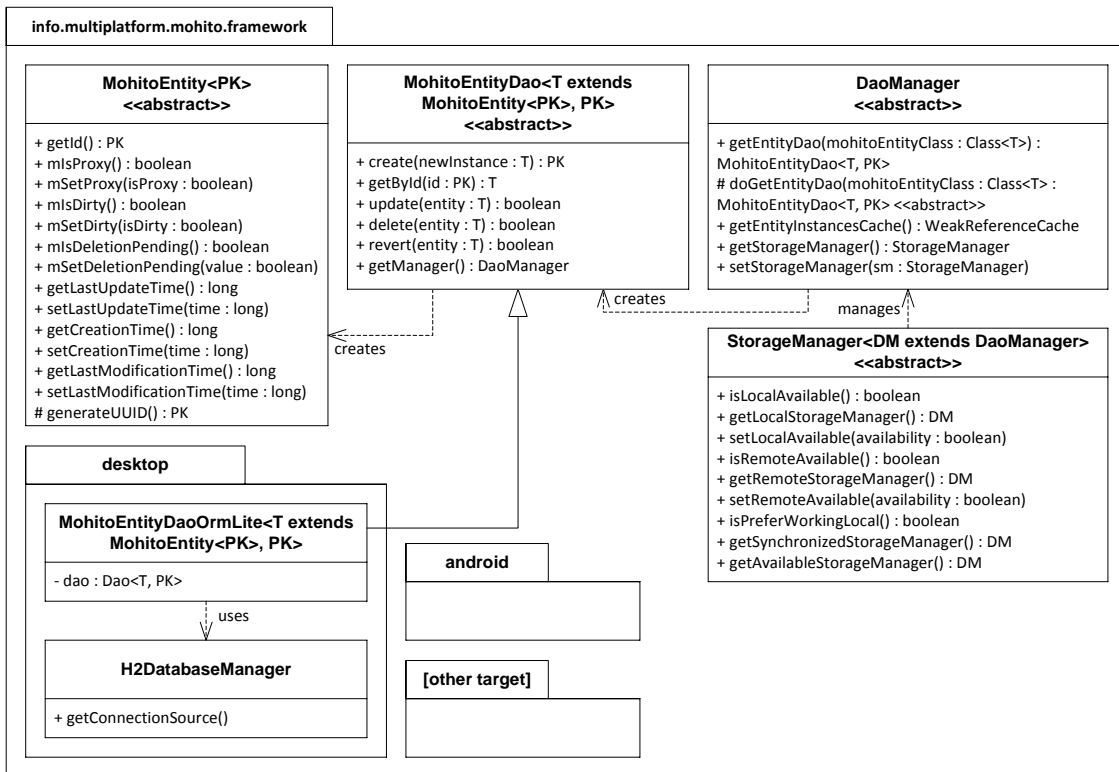 info.multiplatform.mohito.framework
MohitoEntity<PK>
<<abstract>>
+ getId() : PK
+ mIsProxy() : boolean
+ mSetProxy(isProxy : boolean)
+ mIsDirty() : boolean
+ mSetDirty(isDirty : boolean)
+ mIsDeletionPending() : boolean
+ mSetDeletionPending(value : boolean)
+ getLastUpdateTime() : long
+ setLastUpdateTime(time : long)
+ getCreationTime() : long
+ setCreationTime(time : long)
+ getLastModificationTime() : long
+ setLastModificationTime(time : long)
# generateUUID() : PK
MohitoEntityDao<T extends
MohitoEntity<PK>, PK>
<<abstract>>
+ create(newInstance : T) : PK
+ getById(id : PK) : T
+ update(entity : T) : boolean
+ delete(entity : T) : boolean
+ revert(entity : T) : boolean
+ getManager() : DaoManager
DaoManager
<<abstract>>
+ getEntityDao(mohitoEntityClass : Class<T>) :
MohitoEntityDao<T, PK>
# doGetEntityDao(mohitoEntityClass : Class<T> :
MohitoEntityDao<T, PK> <<abstract>>
+ getEntityInstancesCache() : WeakReferenceCache
+ getStorageManager() : StorageManager
+ setStorageManager(sm : StorageManager)
creates
creates
manages
StorageManager<DM extends DaoManager>
<<abstract>>
+ isLocalAvailable() : boolean
+ getLocalStorageManager() : DM
+ setLocalAvailable(availability : boolean)
+ isRemoteAvailable() : boolean
+ getRemoteStorageManager() : DM
+ setRemoteAvailable(availability : boolean)
+ isPreferWorkingLocal() : boolean
+ getSynchronizedStorageManager() : DM
+ getAvailableStorageManager() : DM
desktop
MohitoEntityDaoOrmLite<T extends
MohitoEntity<PK>, PK>
- dao : Dao<T, PK>
uses
H2DatabaseManager
+ getConnectionSource()
android
[other target]